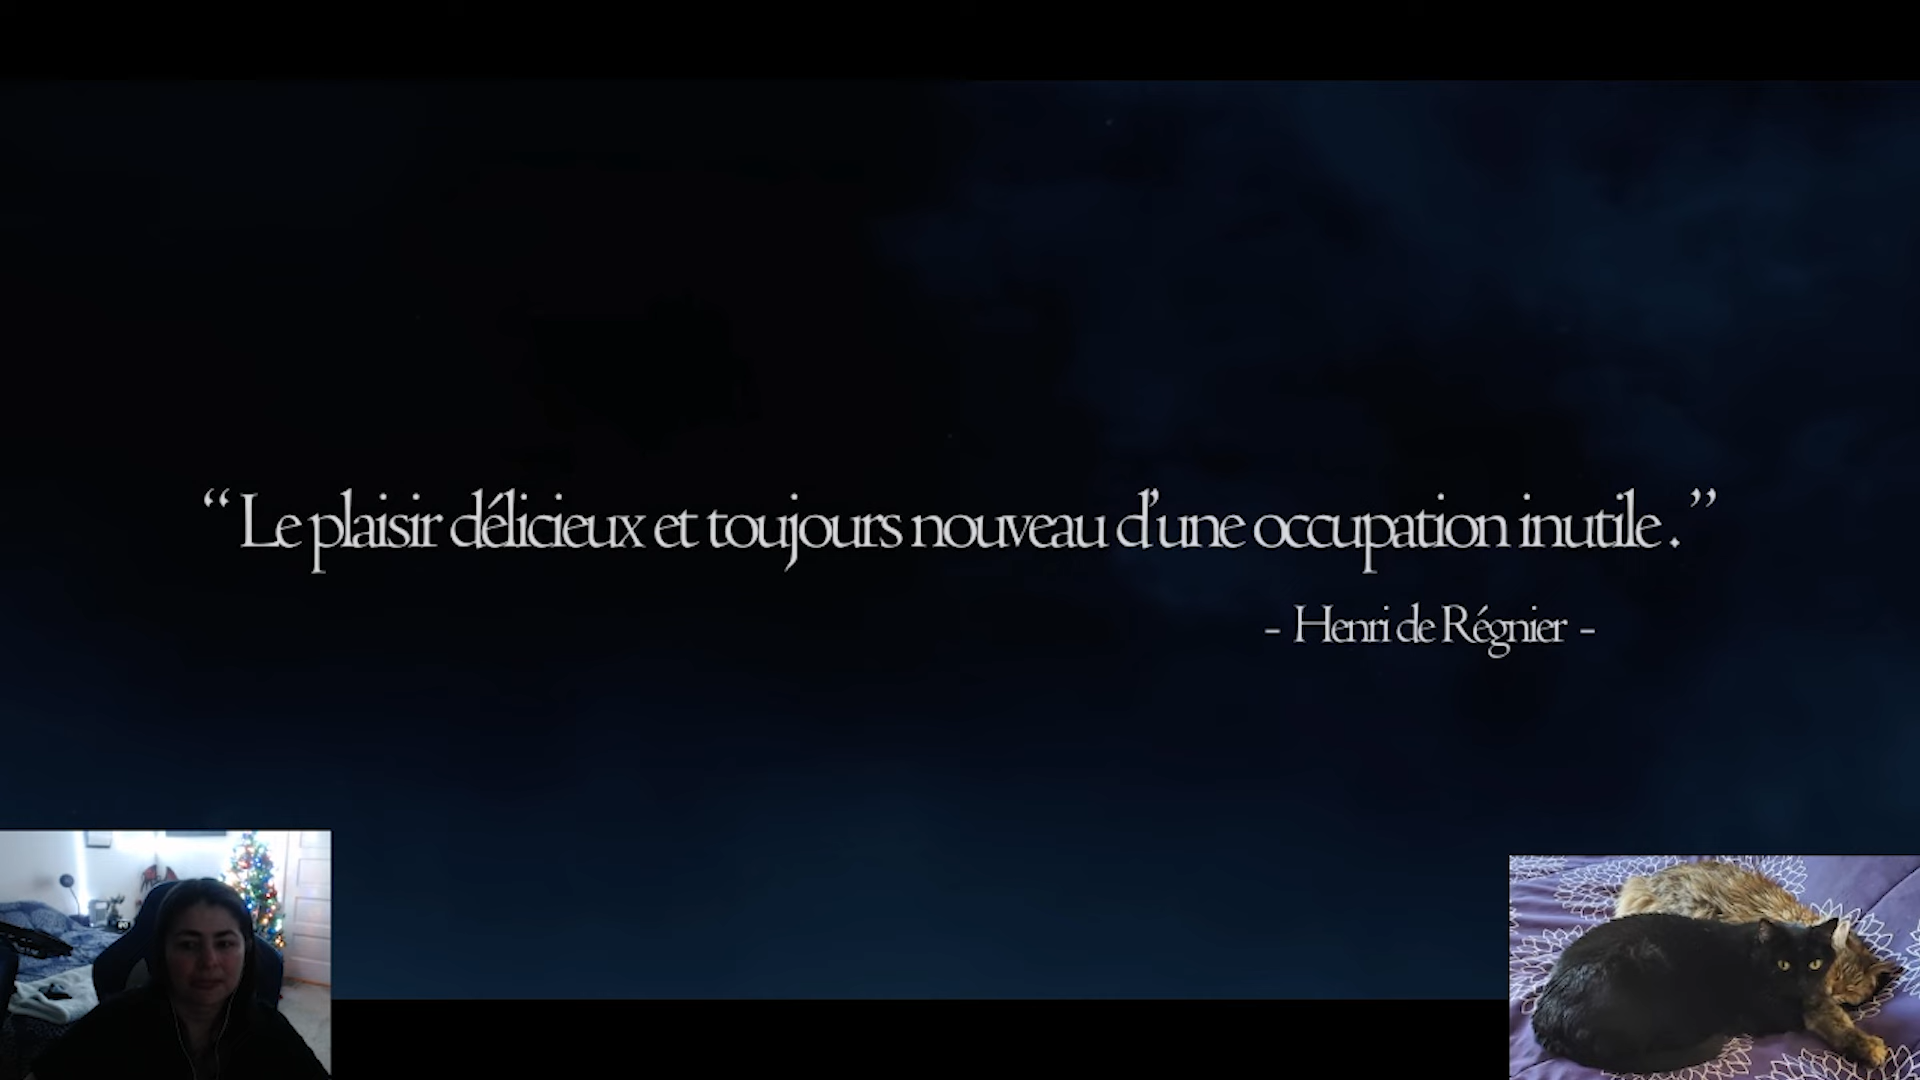 “ Le plaisir délicieux et toujours nouveau d'une occupation inutile . ”
- Henri de Régnier -